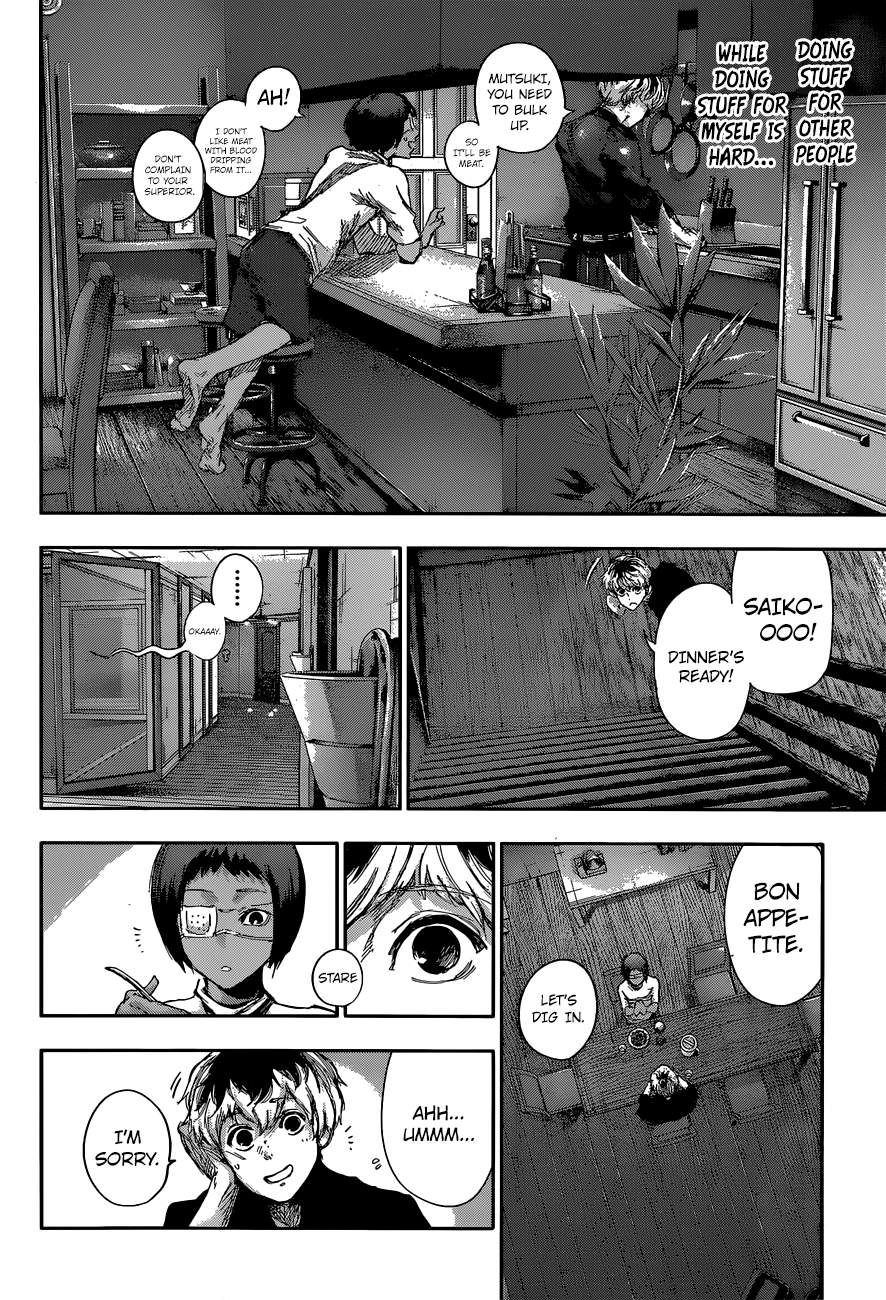 DOING
STUFF
FOR
OTHER
PEOPLE
WHILE
DOING
STUFF FOR
MYSELF IS
HARD...
MUTSUKI,
YOU NEED
TO BULK
UP.
SO
IT'LL BE
MEAT.
AH!
I DON'T
LIKE MEAT
WITH BLOOD
DRIPPING
FROM IT...
DON'T
COMPLAIN
TO YOUR
SUPERIOR.
SAIKO-
OOO!
DINNER'S
READY!
......
OKAAAY.
BON
APPE-
TITE.
LET'S
DIG IN.
STARE
AHH...
UMMM...
I'M
SORRY.